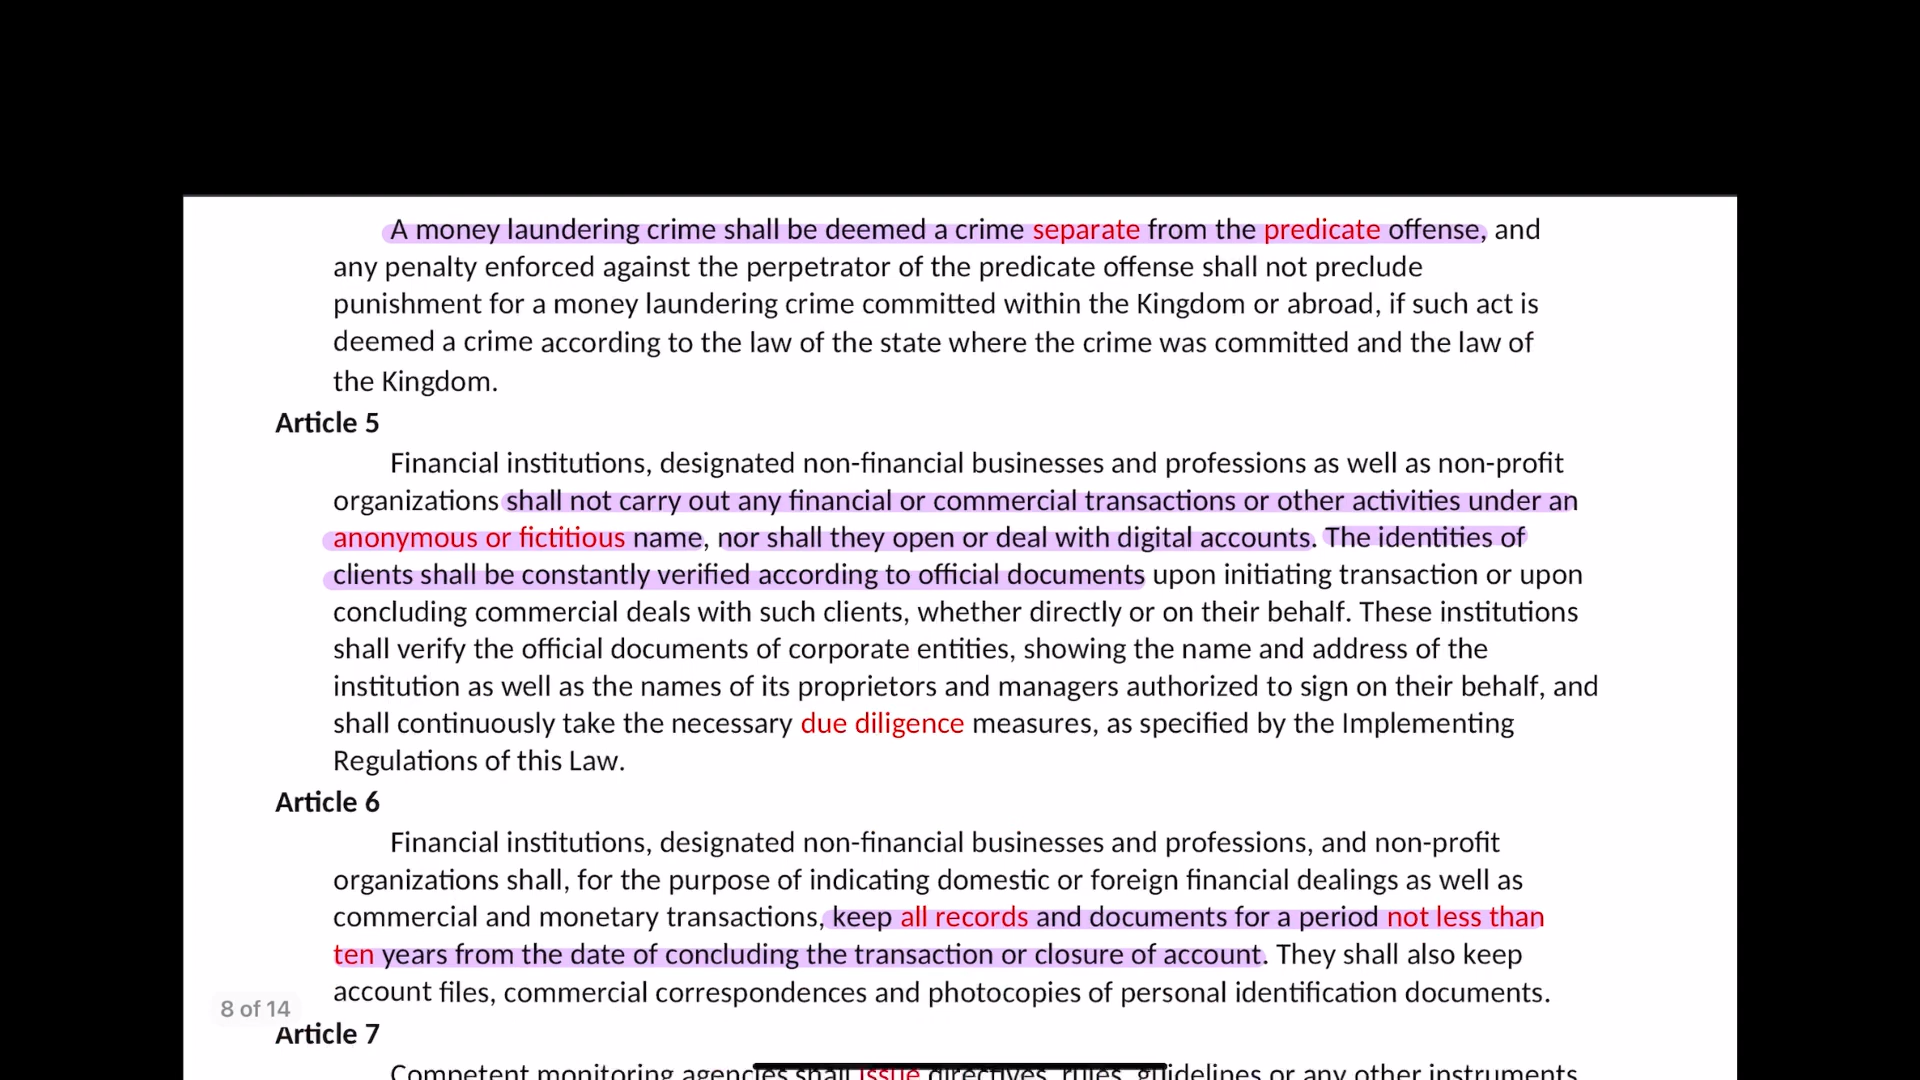 A money laundering crime shall be deemed a crime separate from the predicate offense, and
any penalty enforced against the perpetrator of the predicate offense shall not preclude
punishment for a money laundering crime committed within the Kingdom or abroad, if such act is
deemed a crime according to the law of the state where the crime was committed and the law of
the Kingdom.
Article 5
Financial institutions, designated non-financial businesses and professions as well as non-profit
organizations shall not carry out any financial or commercial transactions or other activities under an
anonymous or fictitious name, nor shall they open or deal with digital accounts. The identities of
clients shall be constantly verified according to official documents upon initiating transaction or upon
concluding commercial deals with such clients, whether directly or on their behalf. These institutions
shall verify the official documents of corporate entities, showing the name and address of the
institution as well as the names of its proprietors and managers authorized to sign on their behalf, and
shall continuously take the necessary due diligence measures, as specified by the Implementing
Regulations of this Law.
Article 6
Financial institutions, designated non-financial businesses and professions, and non-profit
organizations shall, for the purpose of indicating domestic or foreign financial dealings as well as
commercial and monetary transactions, keep all records and documents for a period not less than
ten years from the date of concluding the transaction or closure of account. They shall also keep
account files, commercial correspondences and photocopies of personal identification documents.
8 of 14
Article 7
Competent monitoring agencies shall issue directives, rules, guidelines or any other instruments